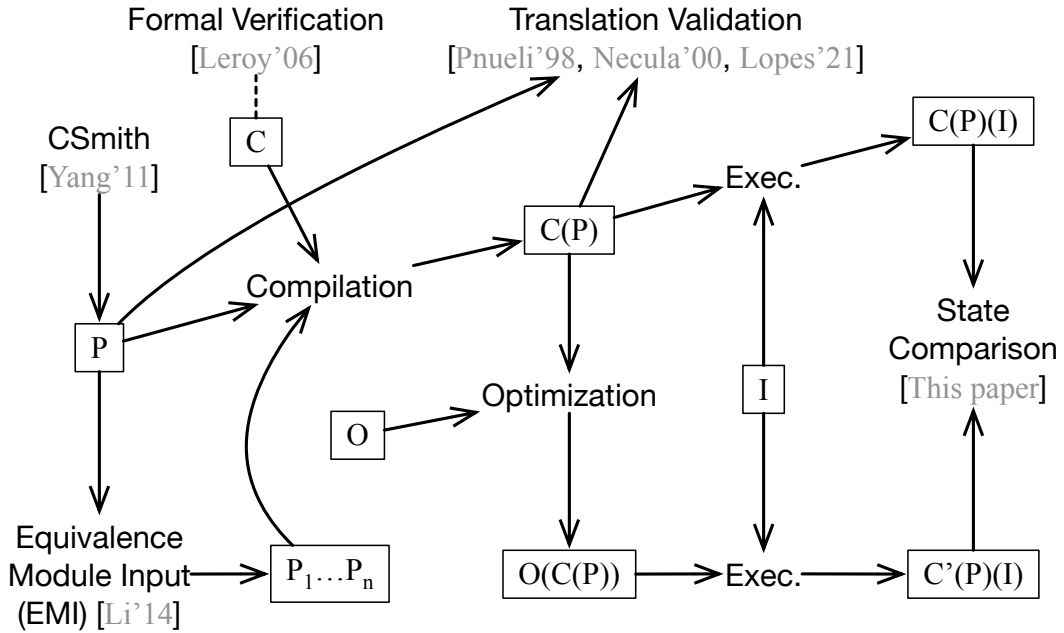 Formal Verification
[Leroy’06]
Translation Validation
[Pnueli’98, Necula’00, Lopes’21]
CSmith
[Yang’11]
C
C(P)(I)
Exec.
C(P)
Compilation
P
State
Comparison
[This paper]
I
Optimization
O
Equivalence
Module Input
(EMI) [Li’14]
P1…Pn
O(C(P))
Exec.
C’(P)(I)